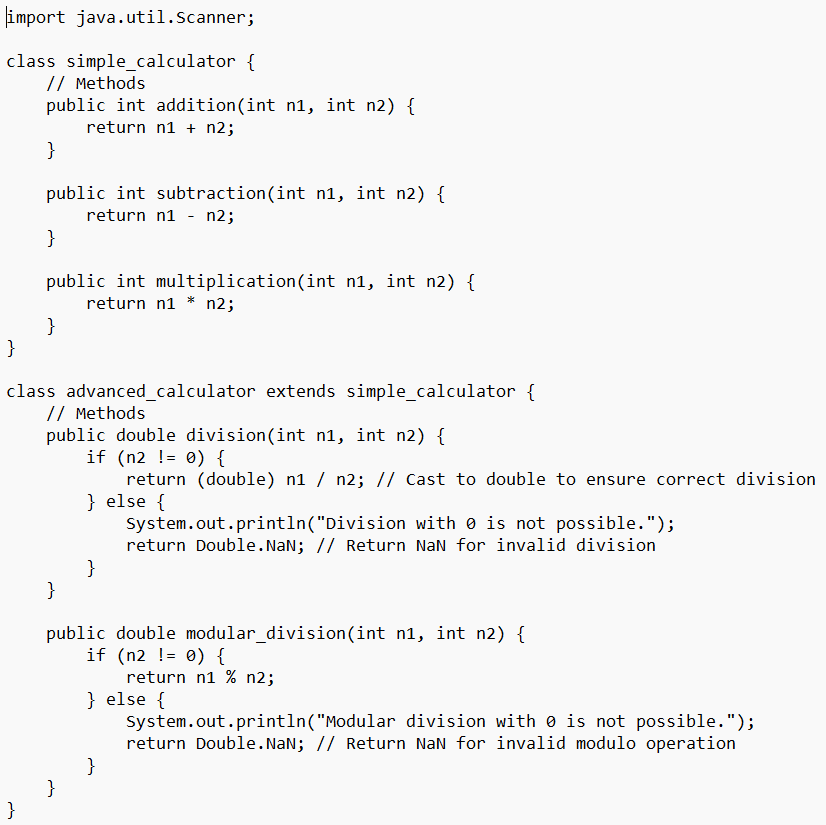 import java.util.Scanner;

class simple_calculator {
    // Methods
    public int addition(int n1, int n2) {
        return n1 + n2;
    }

    public int subtraction(int n1, int n2) {
        return n1 - n2;
    }

    public int multiplication(int n1, int n2) {
        return n1 * n2;
    }
}

class advanced_calculator extends simple_calculator {
    // Methods
    public double division(int n1, int n2) {
        if (n2 != 0) {
            return (double) n1 / n2; // Cast to double to ensure correct division
        } else {
            System.out.println("Division with 0 is not possible.");
            return Double.NaN; // Return NaN for invalid division
        }
    }

    public double modular_division(int n1, int n2) {
        if (n2 != 0) {
            return n1 % n2;
        } else {
            System.out.println("Modular division with 0 is not possible.");
            return Double.NaN; // Return NaN for invalid modulo operation
        }
    }
}